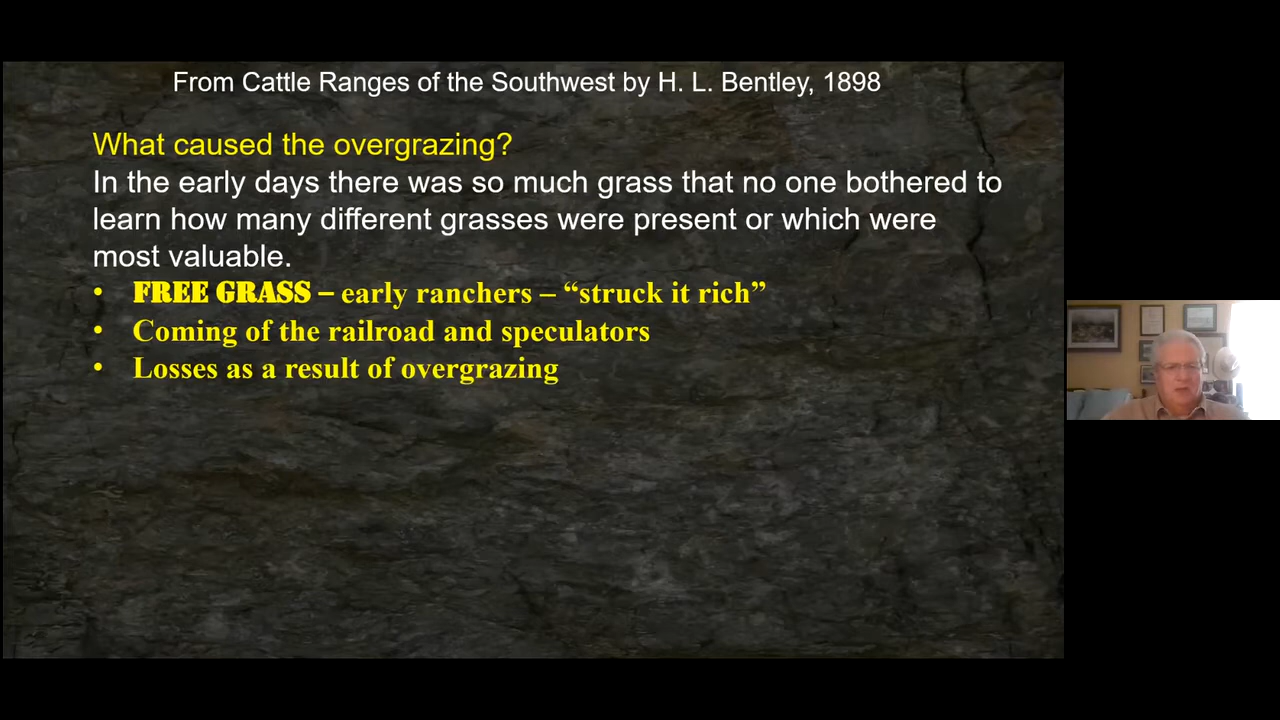 From Cattle Ranges of the Southwest by H. L. Bentley, 1898
What caused the overgrazing?
In the early days there was so much grass that no one bothered to
learn how many different grasses were present or which were
most valuable.
• FREE GRASS – early ranchers – “struck it rich”
• Coming of the railroad and speculators
• Losses as a result of overgrazing